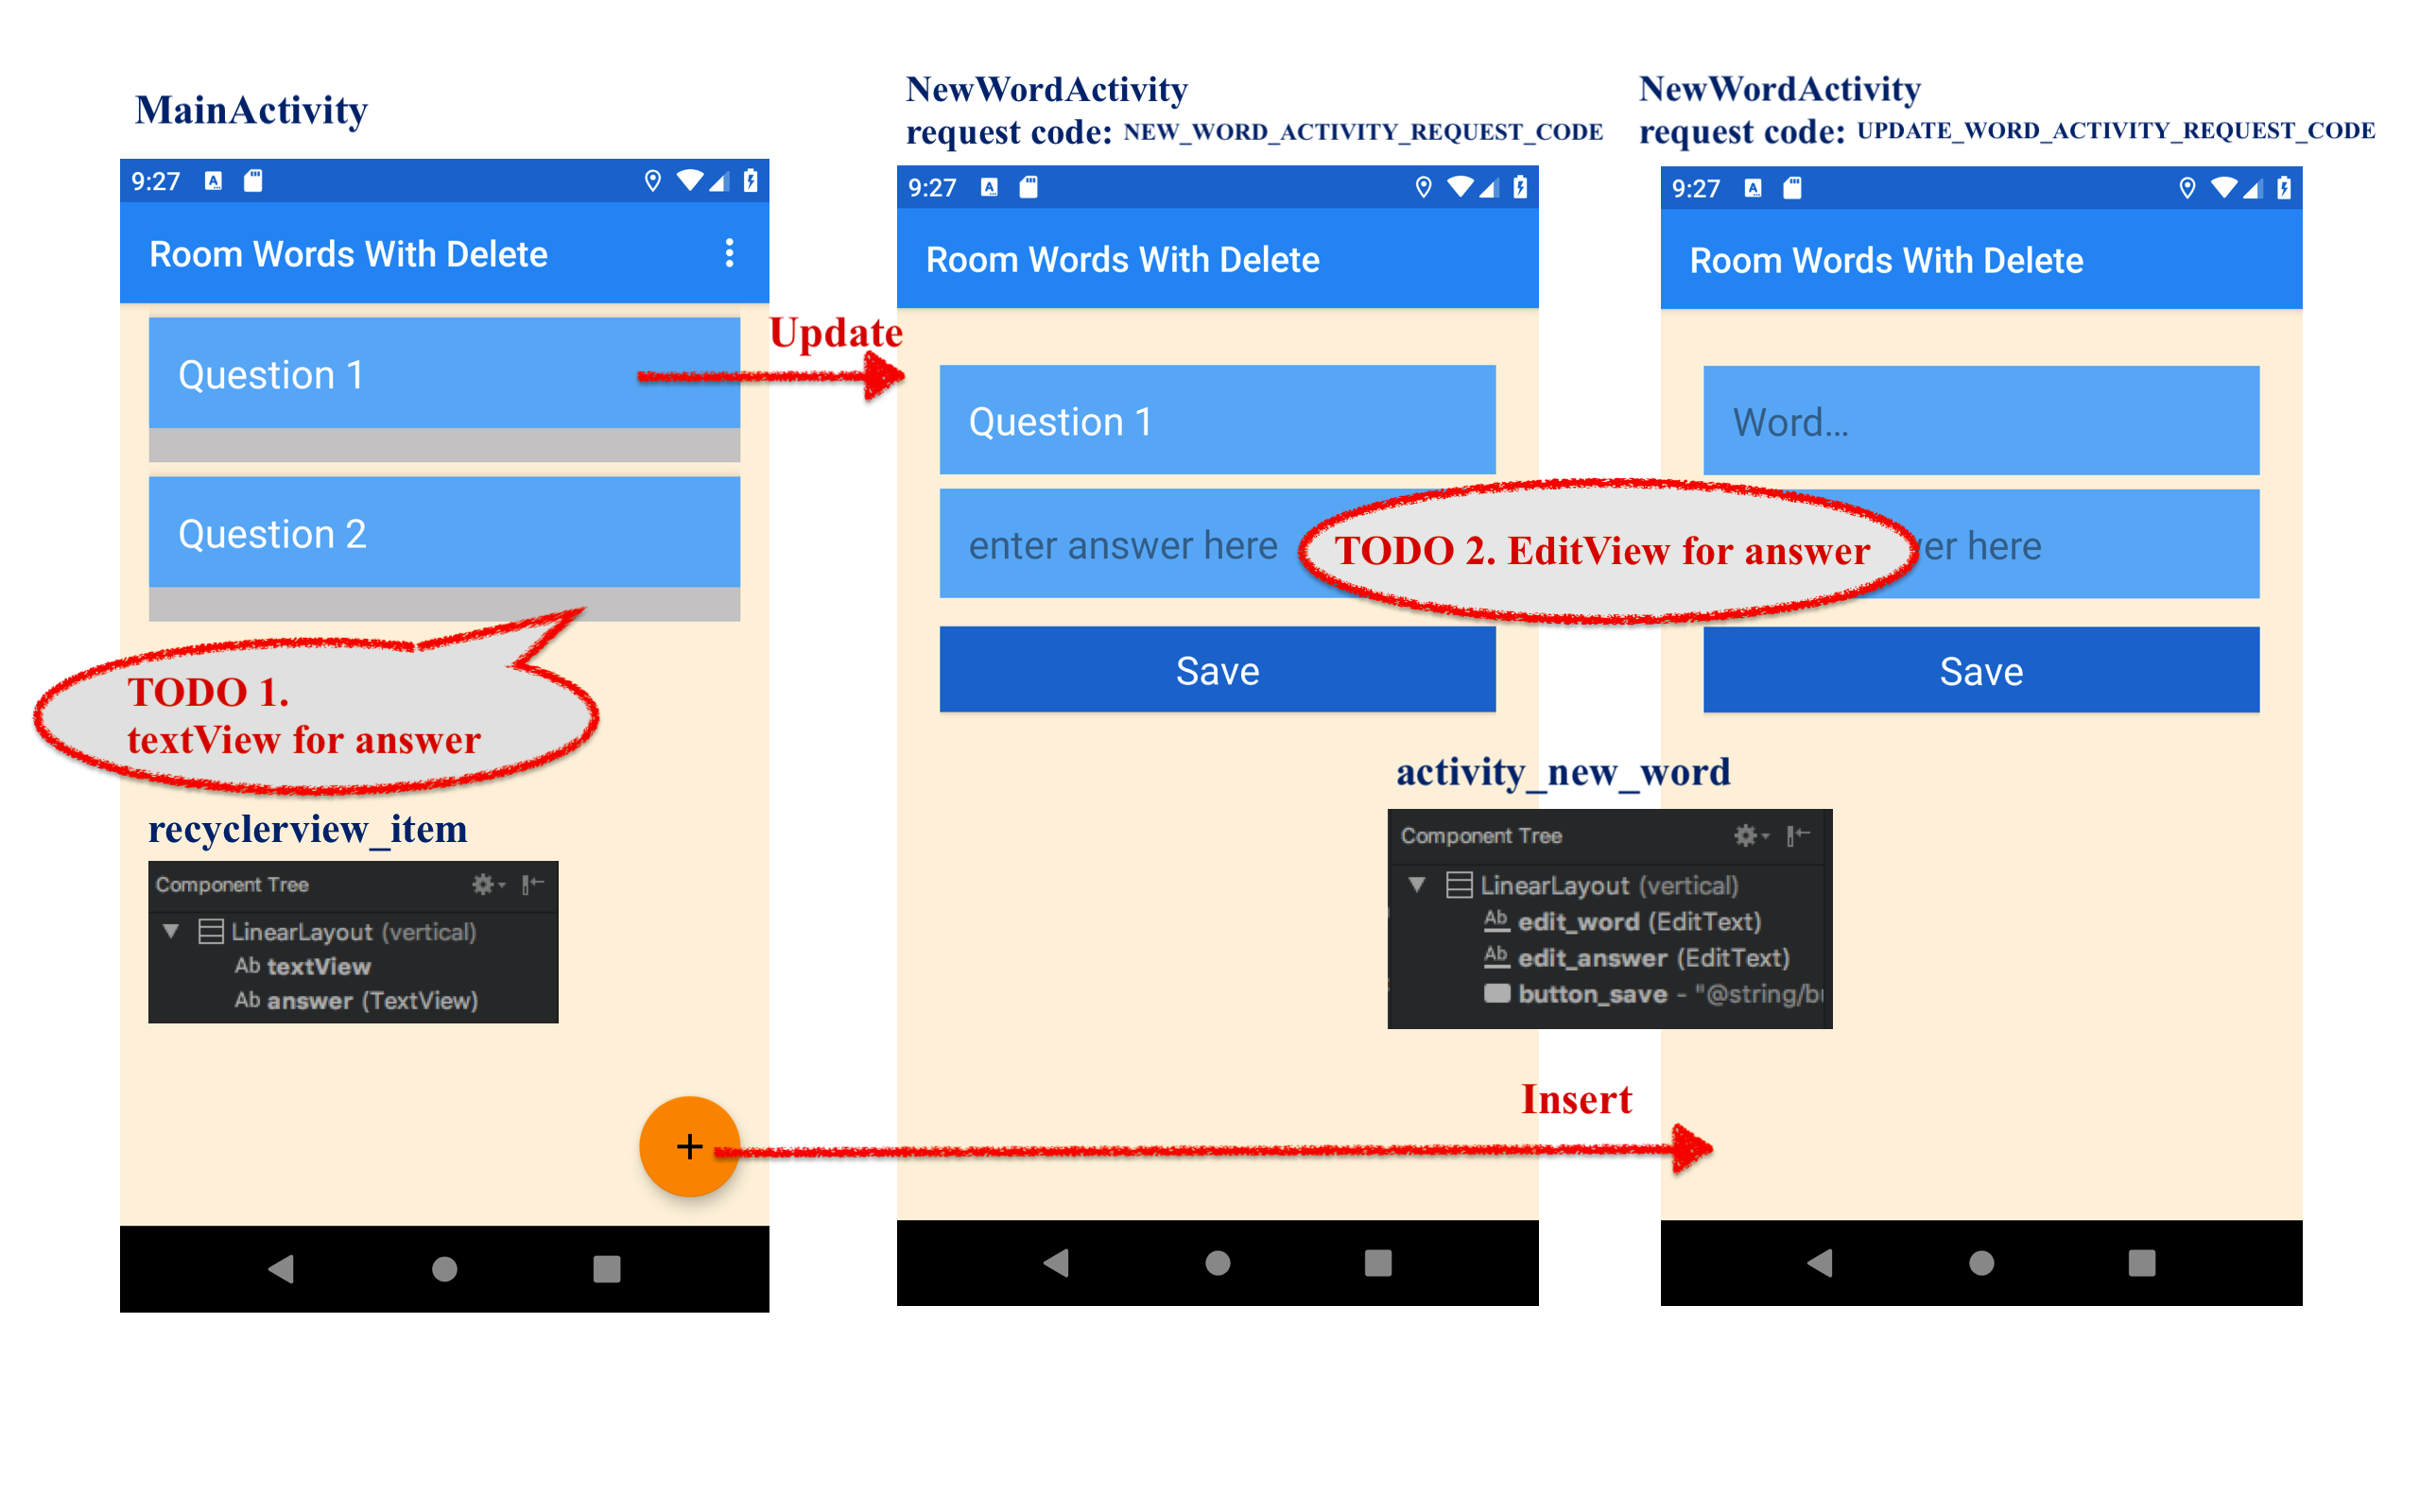 MainActivity
9:27
Room Words With Delete
Question 1
Question 2
TODO 1.
textView for answer
recyclerview_item
Component Tree
LinearLayout (vertical)
Ab textView
Ab answer (TextView)
+
Update
NewWordActivity
request code: NEW_WORD_ACTIVITY_REQUEST_CODE
9:27
Room Words With Delete
Question 1
enter answer here
TODO 2. EditView for answer
Save
activity_new_word
Component Tree
LinearLayout (vertical)
Ab edit_word (EditText)
Ab edit_answer (EditText)
button_save - "@string/bu
Insert
NewWordActivity
request code: UPDATE_WORD_ACTIVITY_REQUEST_CODE
9:27
Room Words With Delete
Word...
er here
Save